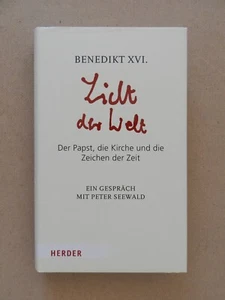 BENEDIKT XVI.
Licht
der Welt
Der Papst, die Kirche und die
Zeichen der Zeit
EIN GESPRÄCH
MIT PETER SEEWALD
HERDER